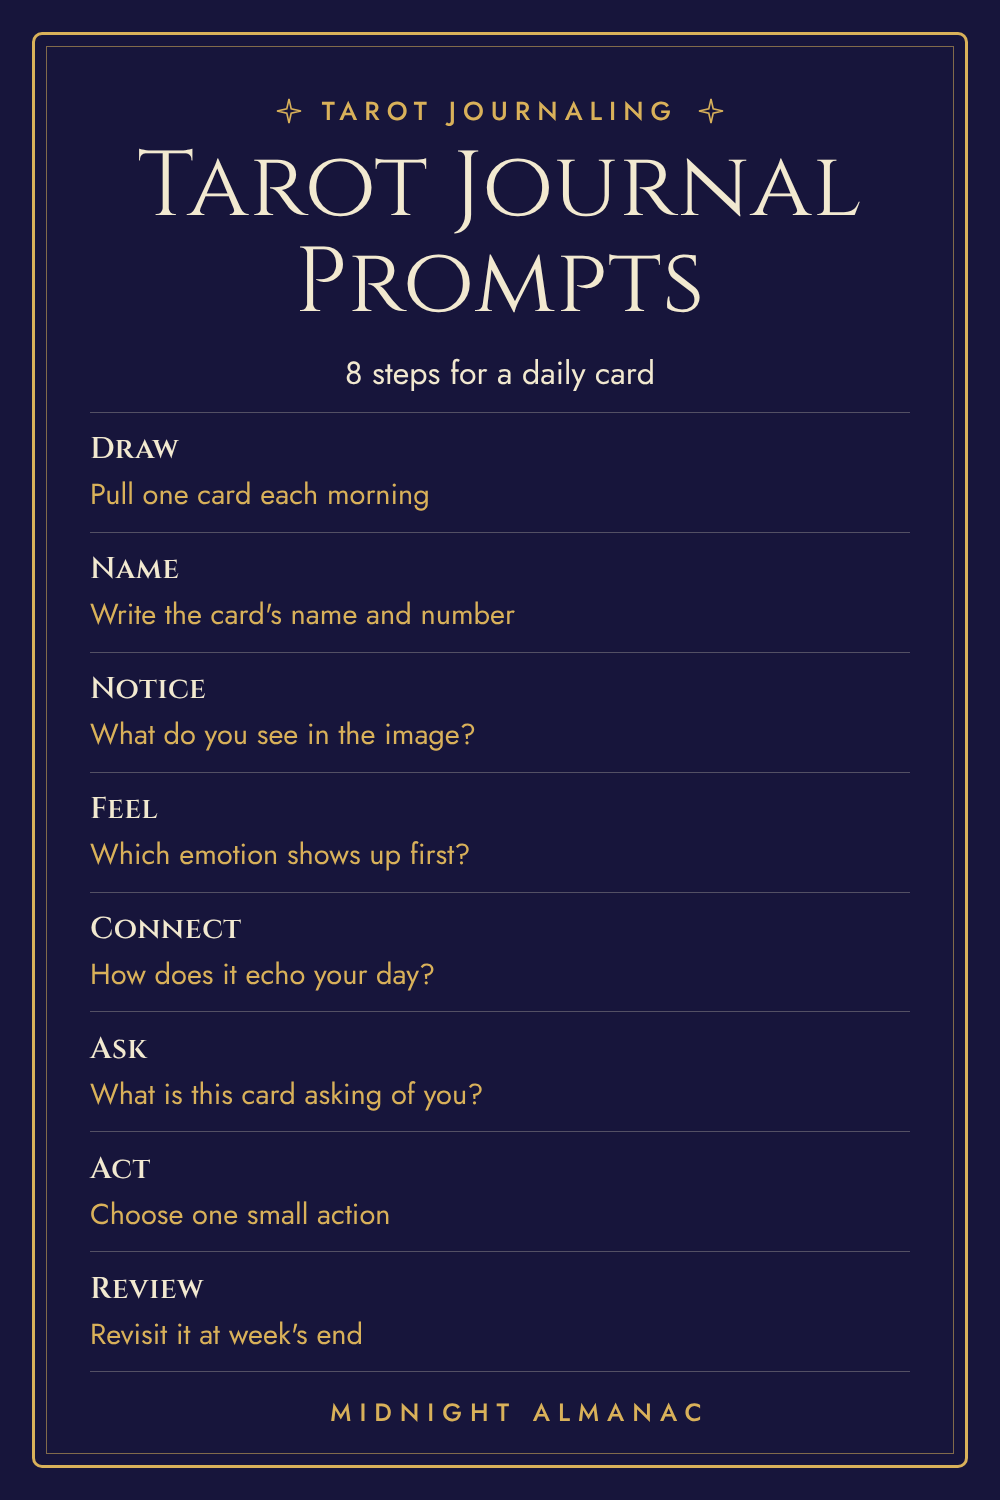 TAROT JOURNALING
Tarot Journal
Prompts
8 steps for a daily card
Draw
Pull one card each morning
Name
Write the card's name and number
Notice
What do you see in the image?
Feel
Which emotion shows up first?
Connect
How does it echo your day?
Ask
What is this card asking of you?
Act
Choose one small action
Review
Revisit it at week's end
MIDNIGHT ALMANAC